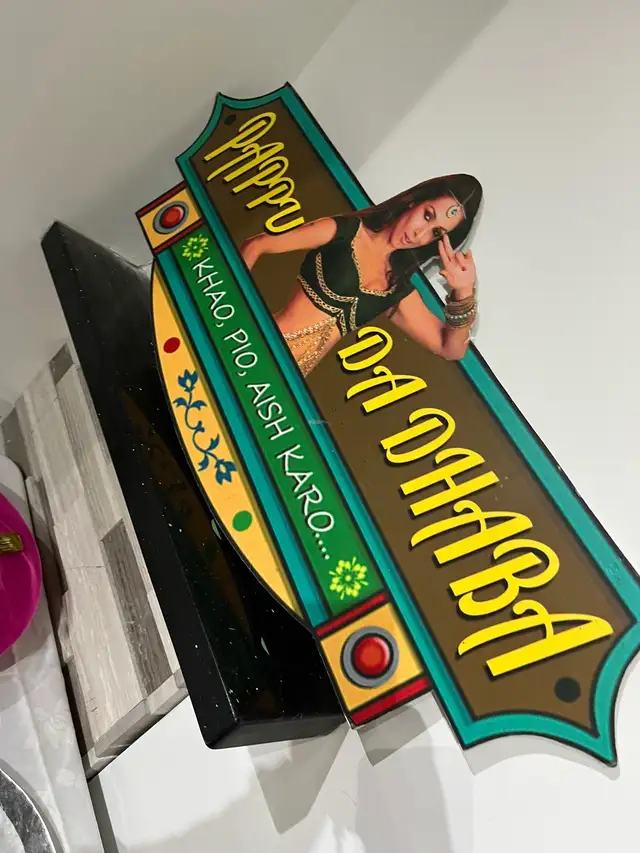 PAPPU DA DHABA
KHAO, PIO, AISH KARO....